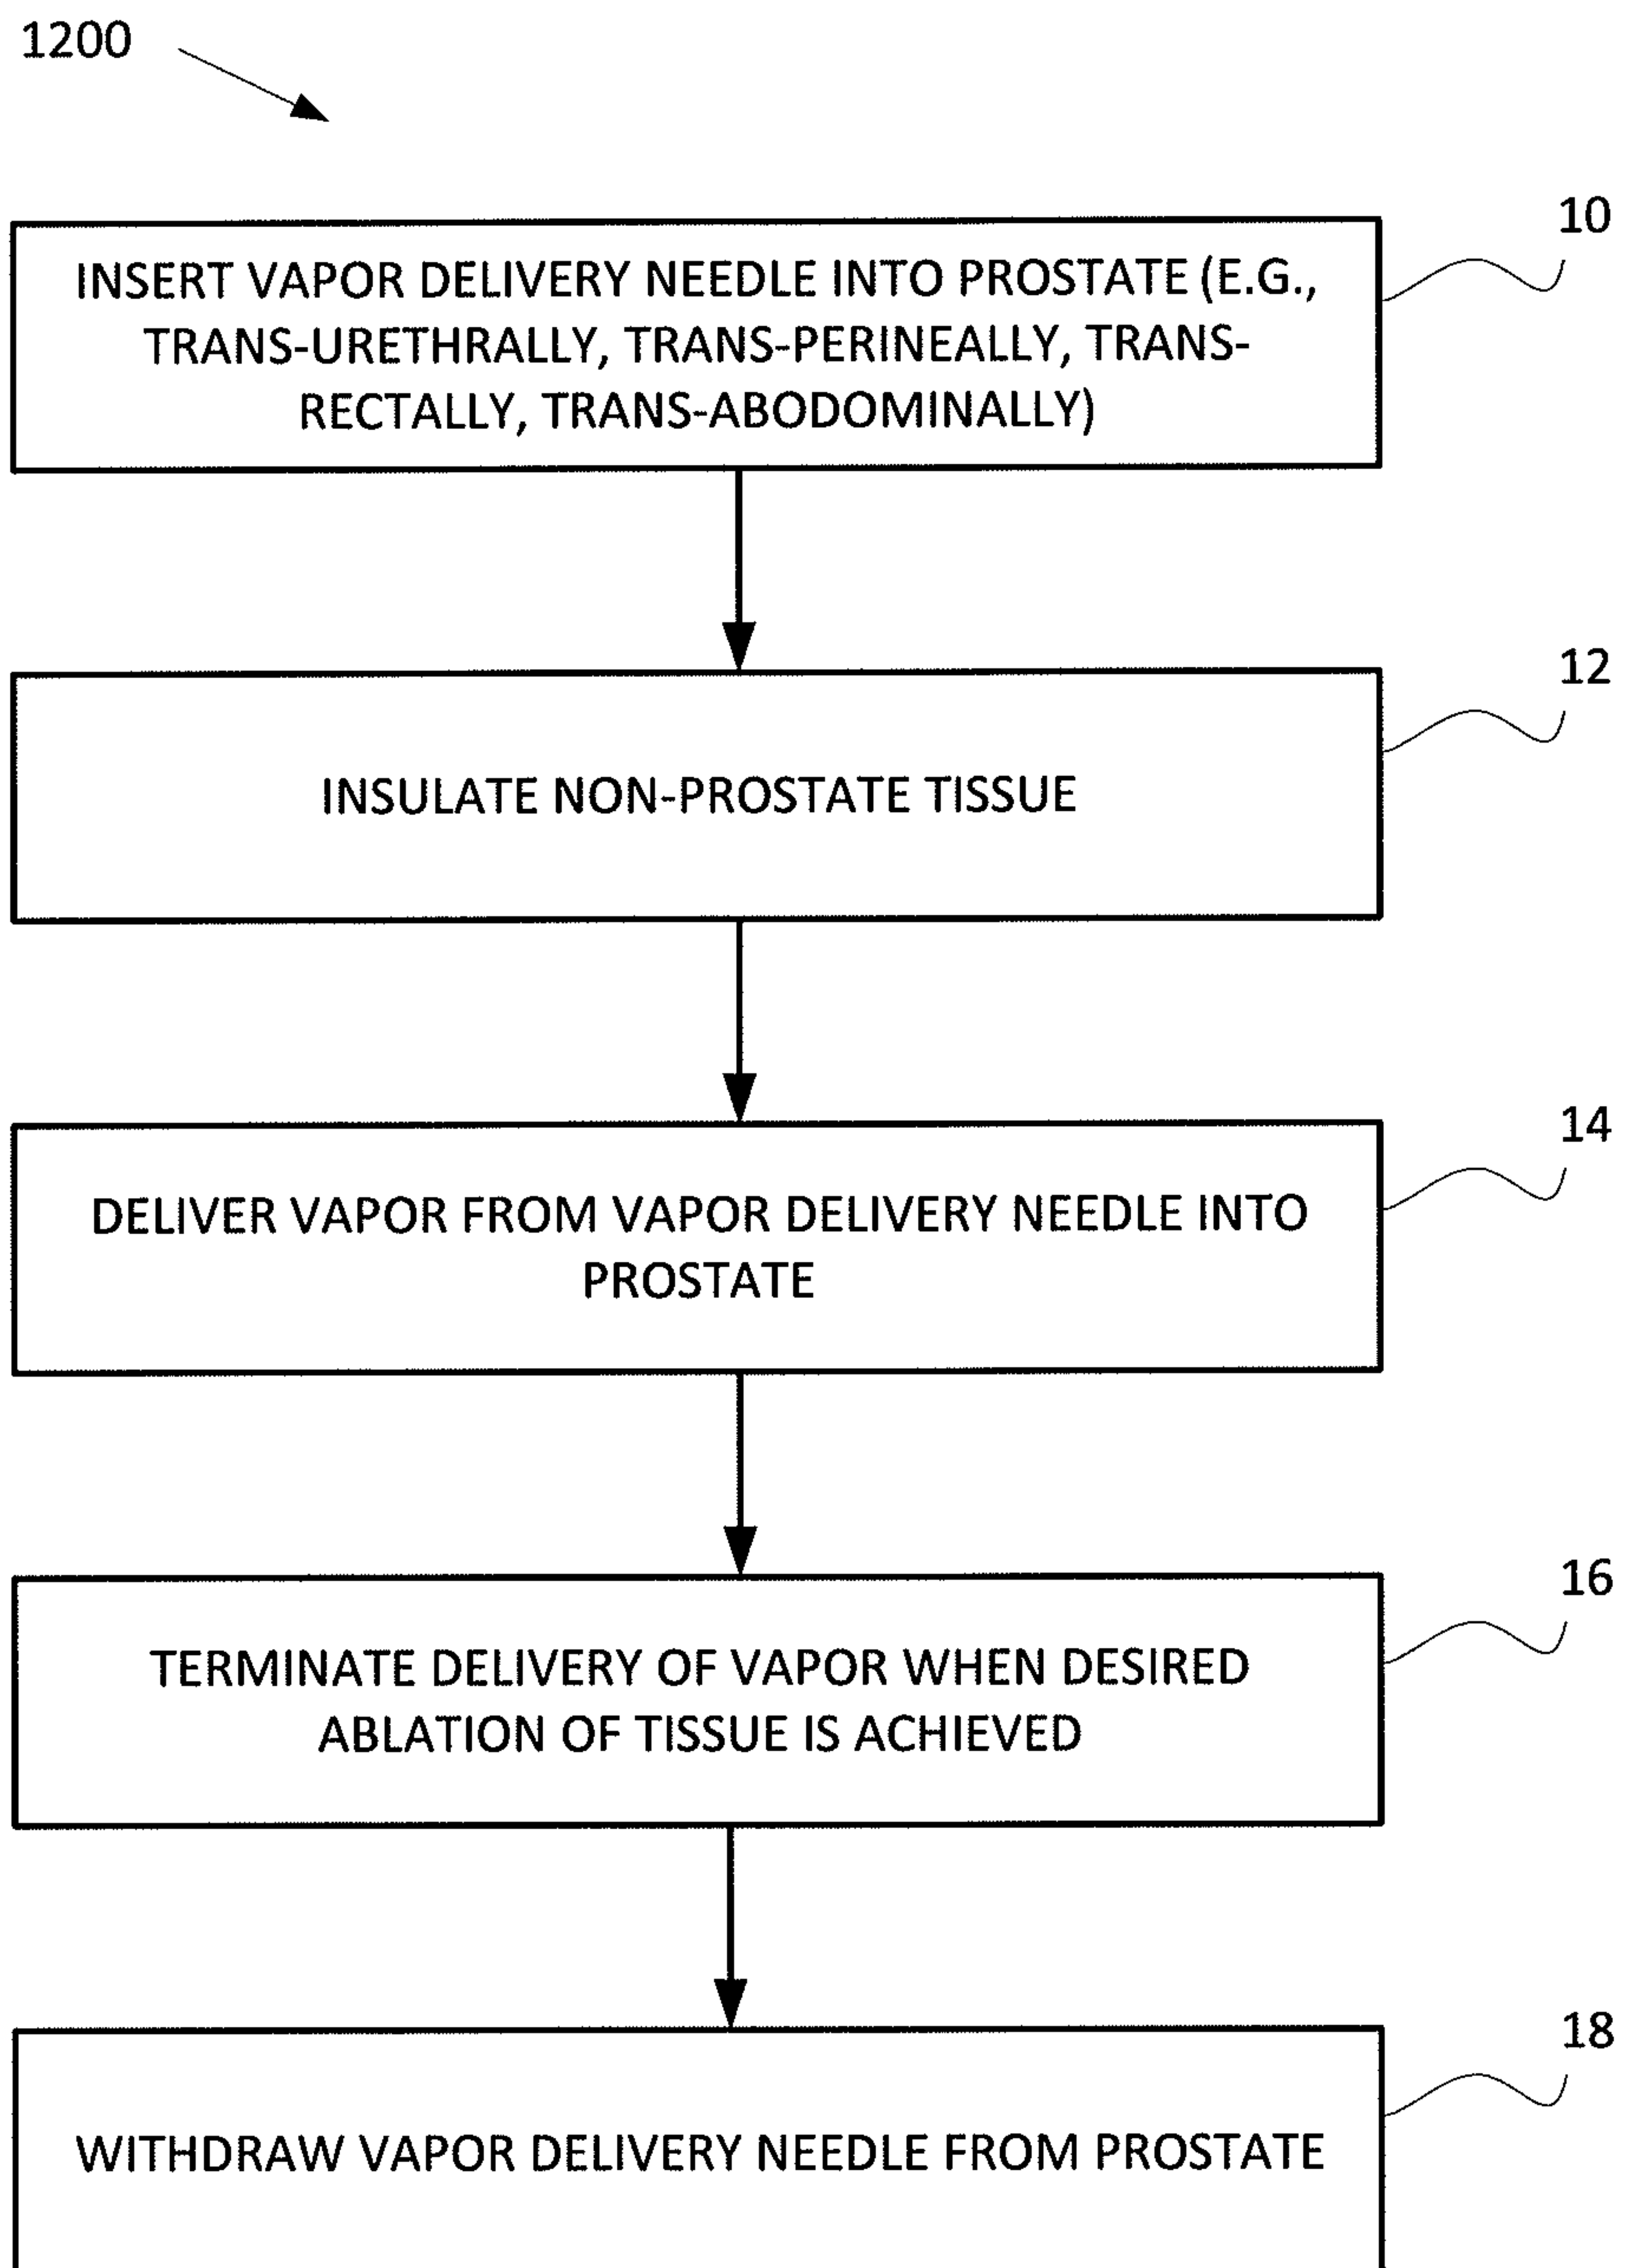 1200
10
INSERT VAPOR DELIVERY NEEDLE INTO PROSTATE (E.G.,
TRANS-URETHRALLY, TRANS-PERINEALLY, TRANS-
RECTALLY, TRANS-ABODOMINALLY)
12
INSULATE NON-PROSTATE TISSUE
14
DELIVER VAPOR FROM VAPOR DELIVERY NEEDLE INTO
PROSTATE
16
TERMINATE DELIVERY OF VAPOR WHEN DESIRED
ABLATION OF TISSUE IS ACHIEVED
18
WITHDRAW VAPOR DELIVERY NEEDLE FROM PROSTATE